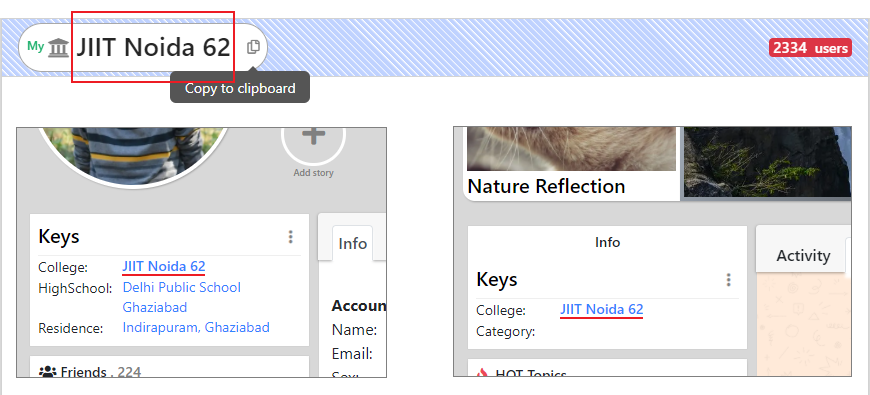 My JIIT Noida 62
2334 users
Copy to clipboard
Add story
Keys
College: JIIT Noida 62
HighSchool: Delhi Public School
Ghaziabad
Residence: Indirapuram, Ghaziabad
Friends . 224
Info
Accoun
Name:
Email:
Sex:
Nature Reflection
Info
Keys
College: JIIT Noida 62
Category:
HOT Topics
Activity